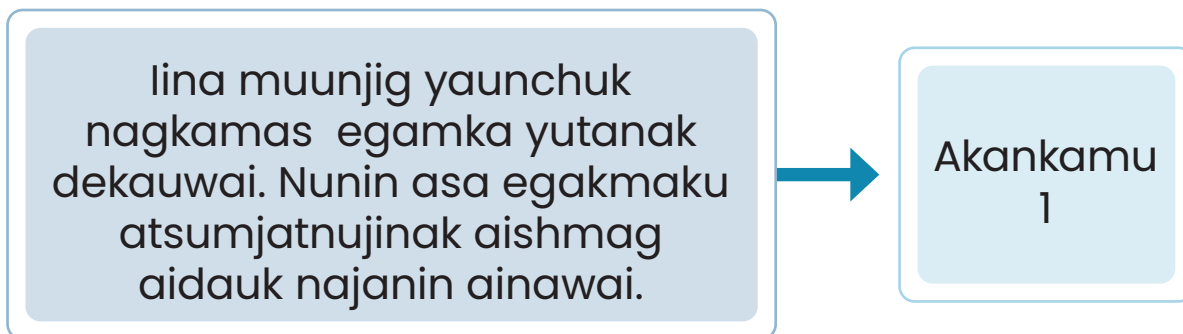 Iina muunjig yaunchuk
nagkamas egamka yutanak
dekauwai. Nunin asa egakmaku
atsumjatnujinak aishmag
aidauk najanin ainawai.
Akankamu
1